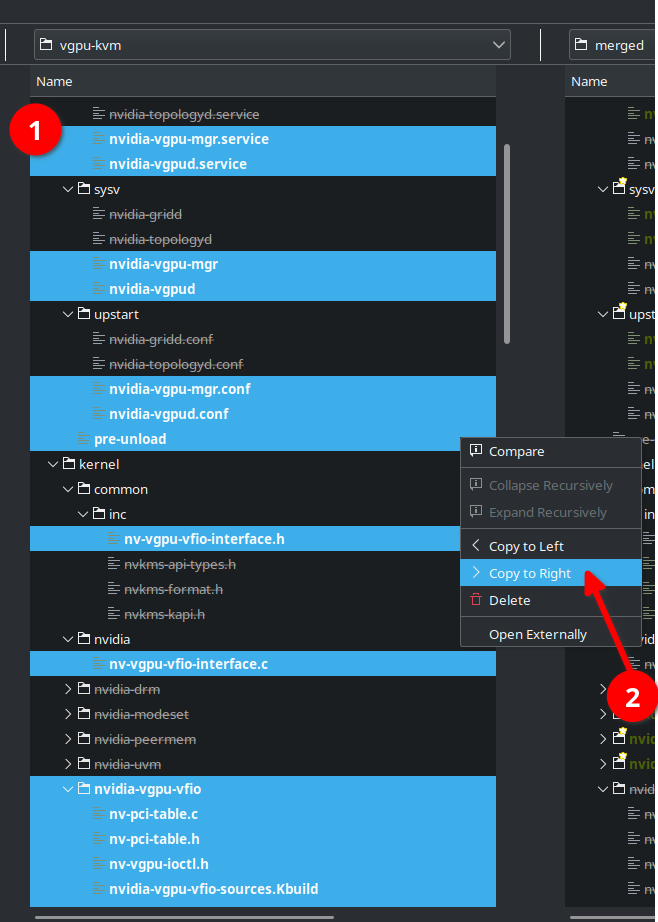 vgpu-kvm
merged
Name
Name
1
nvidia-topologyd.service
nvidia-vgpu-mgr.service
nvidia-vgpud.service
sysv
sysv
nvidia-gridd
nvidia-topologyd
nvidia-vgpu-mgr
nvidia-vgpud
upstart
upst
nvidia-gridd.conf
nvidia-topologyd.conf
nvidia-vgpu-mgr.conf
nvidia-vgpud.conf
pre-unload
kernel
common
inc
in
nv-vgpu-vfio-interface.h
nvkms-api-types.h
nvkms-format.h
nvkms-kapi.h
nvidia
nv-vgpu-vfio-interface.c
nvidia-drm
nvidia-modeset
nvidia-peermem
nvid
nvidia-uvm
nvid
nvidia-vgpu-vfio
nvid
nv-pci-table.c
nv-pci-table.h
nv-vgpu-ioctl.h
nvidia-vgpu-vfio-sources.Kbuild
Compare
Collapse Recursively
Expand Recursively
Copy to Left
Copy to Right
Delete
Open Externally
2